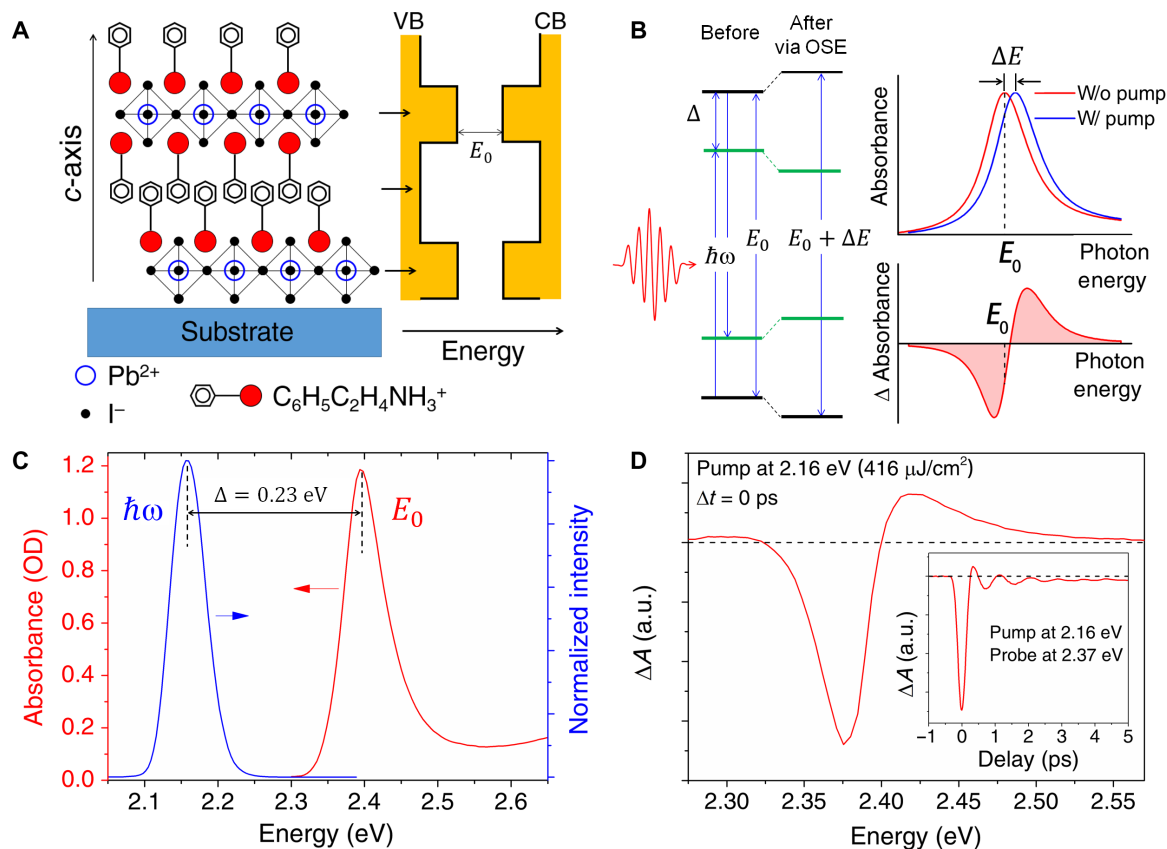 A
VB
CB
c-axis
E₀
Substrate
Energy
Pb²⁺
I⁻
C₆H₅C₂H₄NH₃⁺
B
Before
After
via OSE
Δ
ħω
E₀
E₀ + ΔE
ΔE
W/o pump
W/ pump
Absorbance
E₀
Photon
energy
E₀
Δ Absorbance
Photon
energy
C
Δ = 0.23 eV
ħω
E₀
Absorbance (OD)
1.2
1.0
0.8
0.6
0.4
0.2
0.0
Normalized intensity
2.1 2.2 2.3 2.4 2.5 2.6
Energy (eV)
D
Pump at 2.16 eV (416 μJ/cm²)
Δt = 0 ps
ΔA (a.u.)
ΔA (a.u.)
Pump at 2.16 eV
Probe at 2.37 eV
−1 0 1 2 3 4 5
Delay (ps)
2.30 2.35 2.40 2.45 2.50 2.55
Energy (eV)